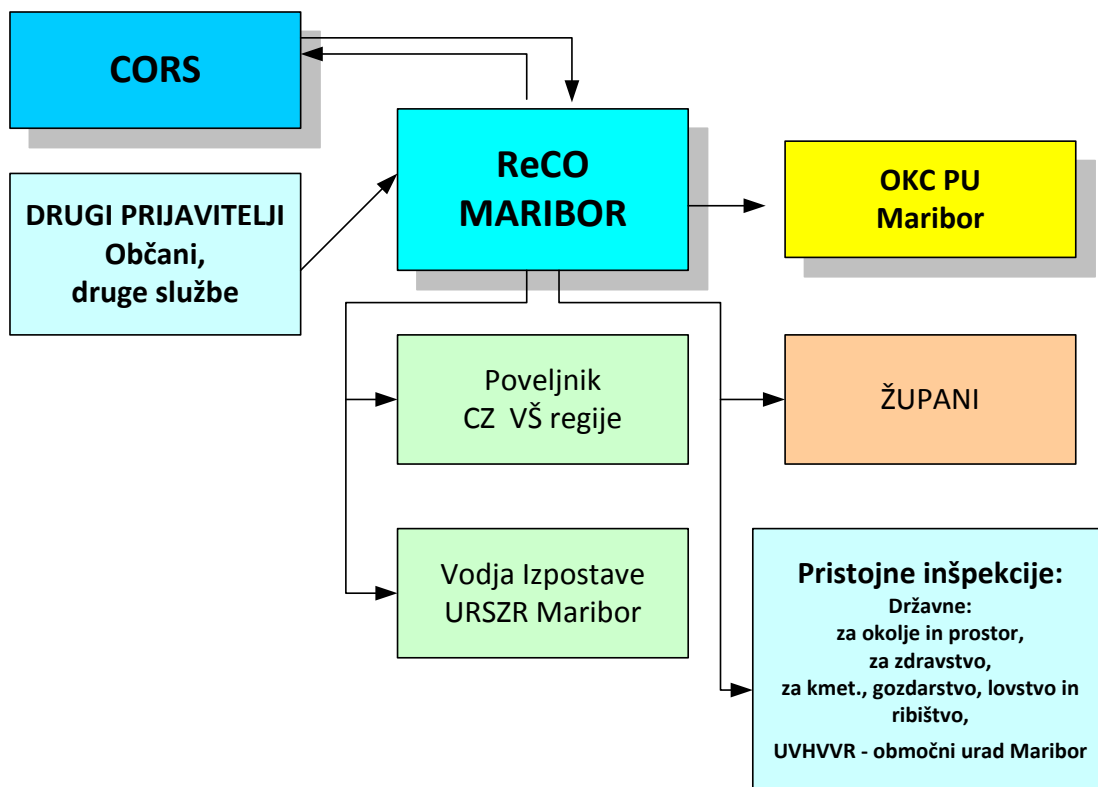 CORS
ReCO
MARIBOR
OKC PU
Maribor
DRUGI PRIJAVITELJI
Občani,
druge službe
Poveljnik
CZ  VŠ regije
ŽUPANI
Vodja Izpostave
URSZR Maribor
Pristojne inšpekcije:
Državne:
za okolje in prostor,
za zdravstvo,
za kmet., gozdarstvo, lovstvo in
ribištvo,
UVHVVR - območni urad Maribor